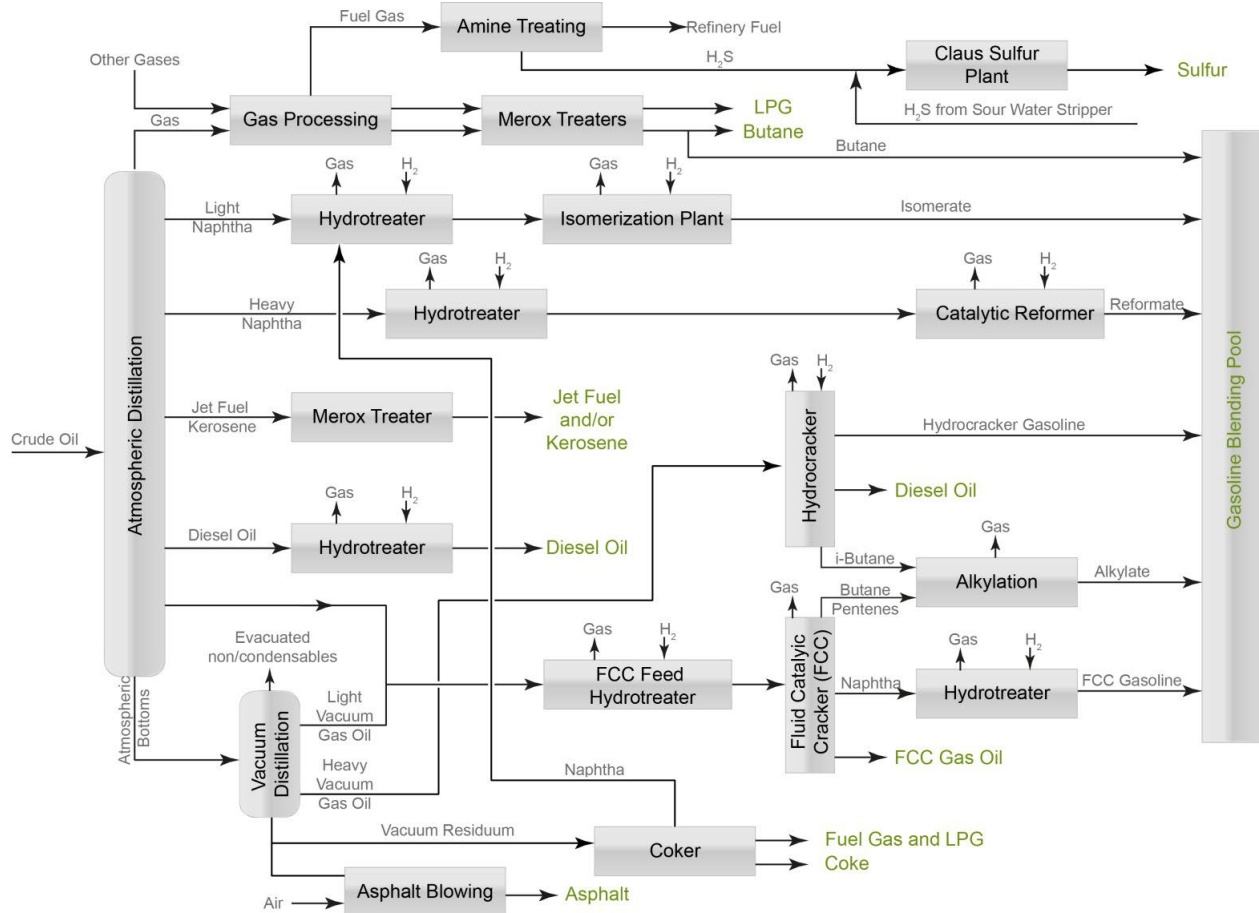 Fuel Gas
Amine Treating
Refinery Fuel
Other Gases
H₂S
Claus Sulfur
Plant
Sulfur
Gas
Gas Processing
Merox Treaters
LPG
Butane
H₂S from Sour Water Stripper
Butane
Gas
H₂
Gas
H₂
Light
Naphtha
Hydrotreater
Isomerization Plant
Isomerate
Gas
H₂
Gas
H₂
Heavy
Naphtha
Hydrotreater
Catalytic Reformer
Reformate
Gas
H₂
Jet Fuel
Kerosene
Merox Treater
Jet Fuel
and/or
Kerosene
Crude Oil
Atmospheric Distillation
Hydrocracker
Hydrocracker Gasoline
Diesel Oil
Gasoline Blending Pool
Gas
H₂
Diesel Oil
Hydrotreater
Diesel Oil
i-Butane
Gas
Alkylation
Alkylate
Gas
Butane
Pentenes
Evacuated
non/condensables
Gas
H₂
FCC Feed
Hydrotreater
Fluid Catalyic
Cracker (FCC)
Naphtha
Gas
H₂
Hydrotreater
FCC Gasoline
FCC Gas Oil
Atmospheric
Bottoms
Vacuum
Distillation
Light
Vacuum
Gas Oil
Heavy
Vacuum
Gas Oil
Naphtha
Vacuum Residuum
Coker
Fuel Gas and LPG
Coke
Air
Asphalt Blowing
Asphalt